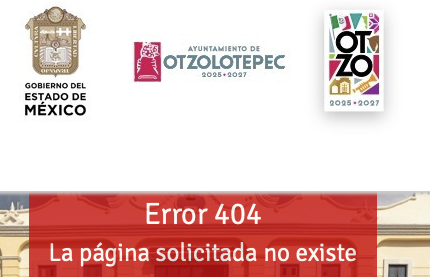 GOBIERNO DEL
ESTADO DE
MÉXICO
AYUNTAMIENTO DE
OTZOLOTEPEC
2025•2027
OT
ZO
2025•2027
Error 404
La página solicitada no existe